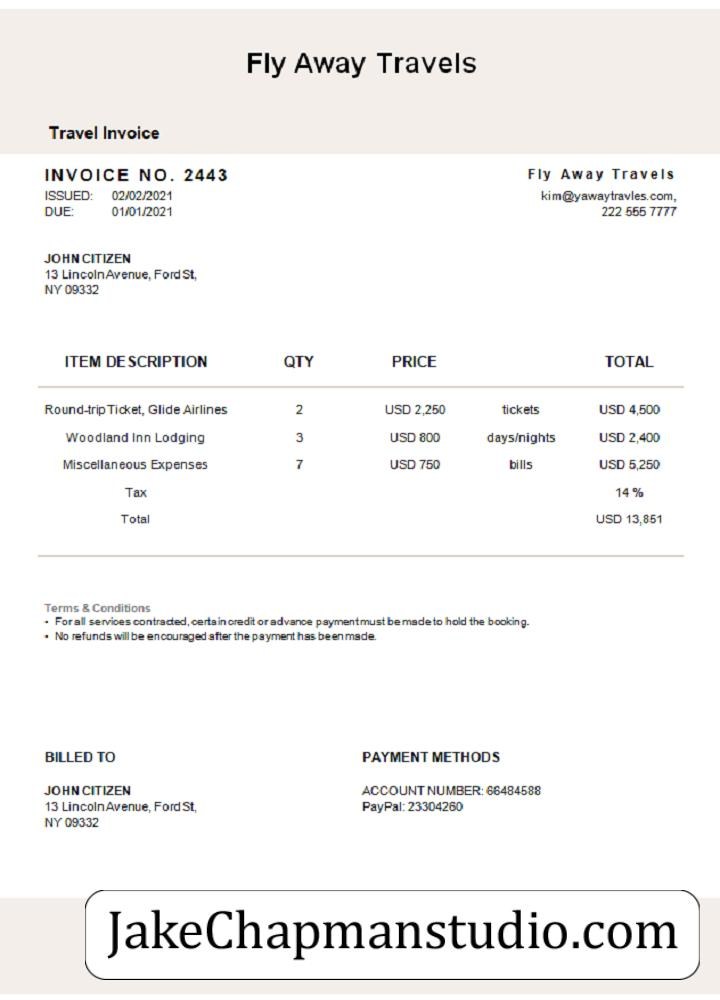 Fly Away Travels
Travel Invoice
INVOICE NO. 2443
ISSUED: 02/02/2021
DUE: 01/01/2021
Fly Away Travels
kim@yawaytravles.com,
222 555 7777
JOHN CITIZEN
13 Lincoln Avenue, Ford St,
NY 09332
ITEM DESCRIPTION QTY PRICE TOTAL
Round-trip Ticket, Glide Airlines 2 USD 2,250 tickets USD 4,500
Woodland Inn Lodging 3 USD 800 days/nights USD 2,400
Miscellaneous Expenses 7 USD 750 bills USD 5,250
Tax 14 %
Total USD 13,851
Terms & Conditions
• For all services contracted, certain credit or advance payment must be made to hold the booking.
• No refunds will be encouraged after the payment has been made.
BILLED TO
JOHN CITIZEN
13 Lincoln Avenue, Ford St,
NY 09332
PAYMENT METHODS
ACCOUNT NUMBER: 66484588
PayPal: 23304260
JakeChapmanstudio.com